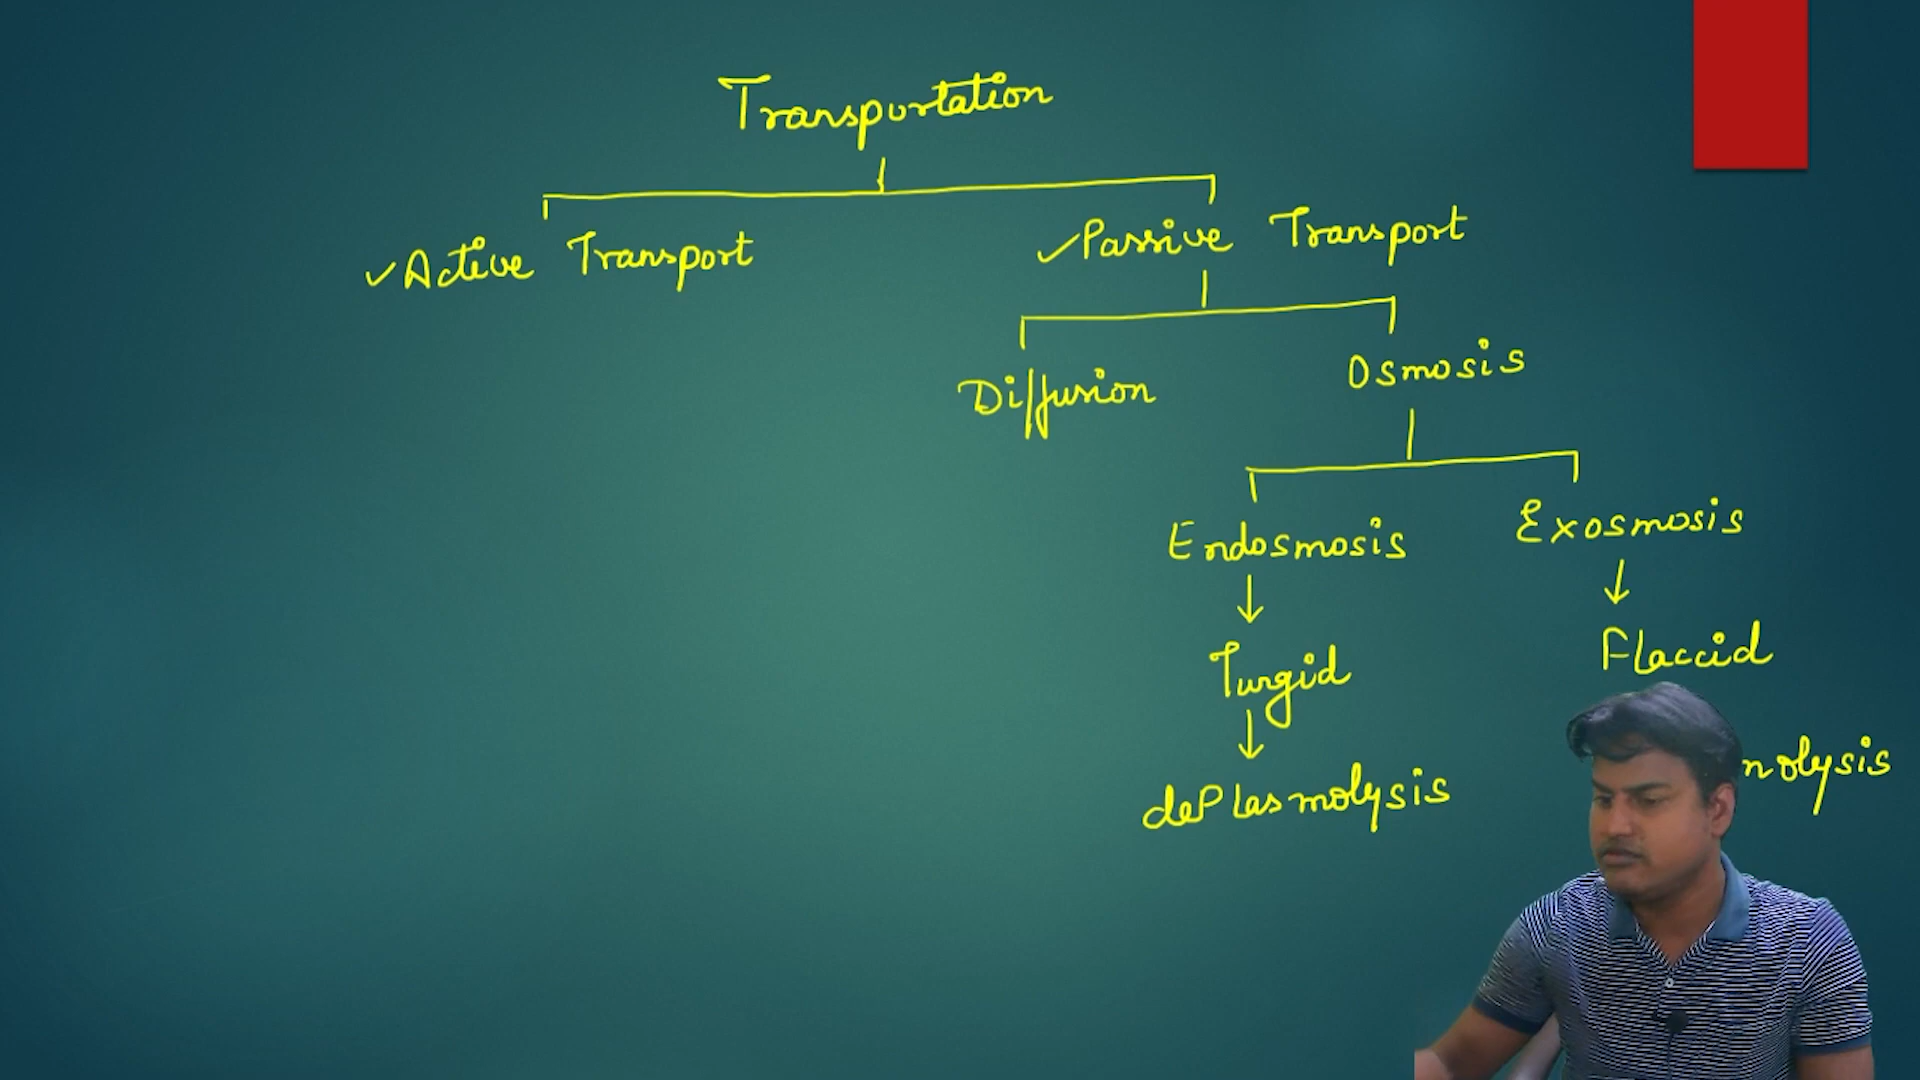 Transportation
Active Transport
Passive Transport
Diffusion
Osmosis
Endosmosis
Exosmosis
Turgid
Flaccid
dePlasmolysis